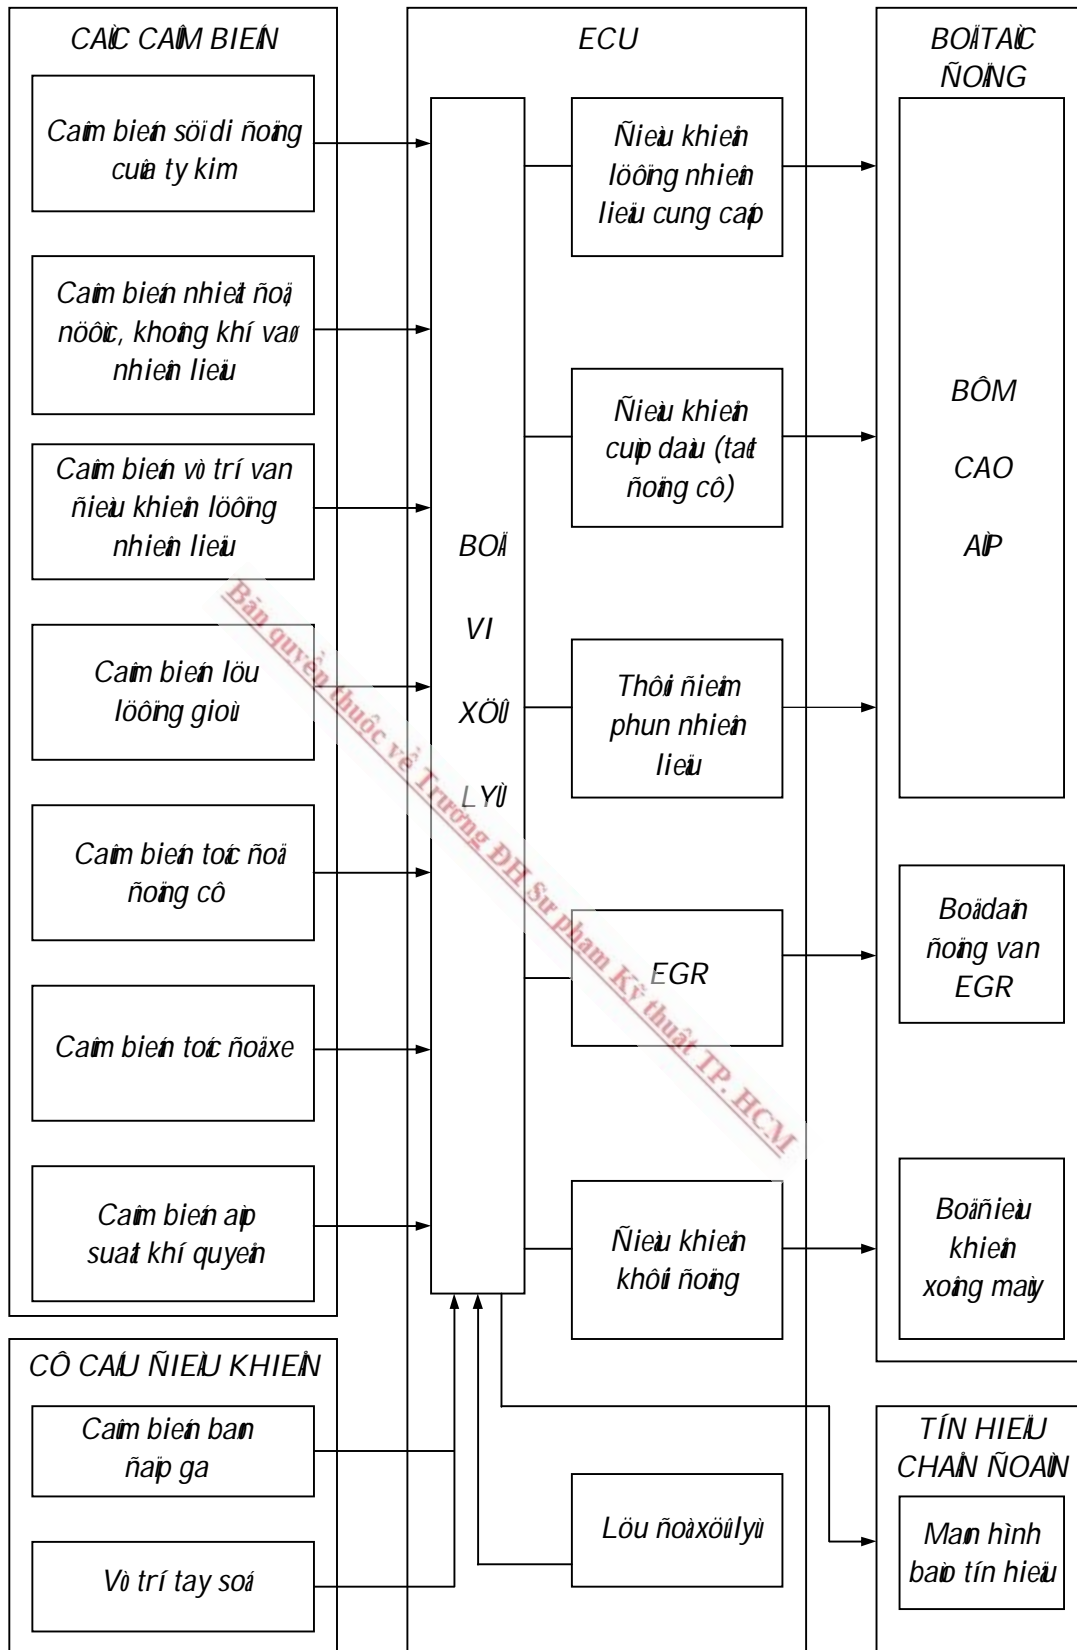 CAÙC CAÛM BIEÁN
Caûm bieán söï di ñoäng
cuûa ty kim
Caûm bieán nhieät ñoä,
nöôùc, khoâng khí vaø
nhieân lieäu
Caûm bieán vò trí van
ñieàu khieån löôïng
nhieân lieäu
Caûm bieán löu
löôïng gioù
Caûm bieán toác ñoä
ñoäng cô
Caûm bieán toác ñoä xe
Caûm bieán aùp
suaát khí quyeån
CÔ CAÁU ÑIEÀU KHIEÅN
Caûm bieán baøn
ñaïp ga
Vò trí tay soá
ECU
BOÄ
VI
XÖÛ
LYÙ
Ñieàu khieån
löôïng nhieân
lieäu cung caáp
Ñieàu khieån
cuùp daàu (taét
ñoäng cô)
Thôøi ñieåm
phun nhieân
lieäu
EGR
Ñieàu khieån
khôûi ñoäng
Löu ñoà xöû lyù
BOÄ TAÙC
ÑOÄNG
BÔM
CAO
AÙP
Boä daãn
ñoäng van
EGR
Boä ñieàu
khieån
xoâng maùy
TÍN HIEÄU
CHAÅN ÑOAÙN
Maøn hình
baùo tín hieäu
Bản quyền thuộc về Trường ĐH Sư phạm Kỹ thuật TP. HCM